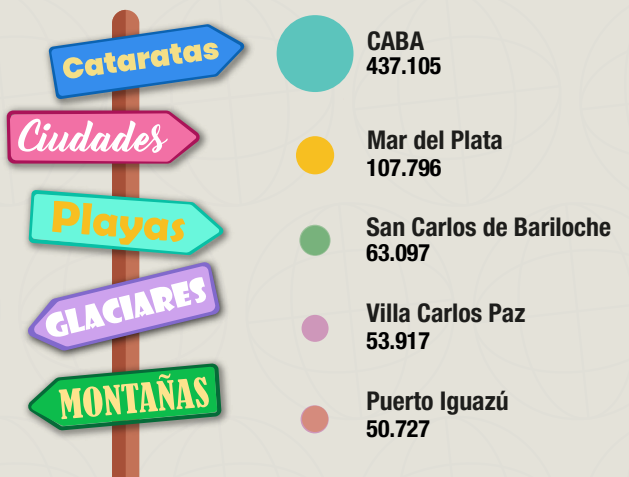 Cataratas
Ciudades
Playas
GLACIARES
MONTAÑAS
CABA
437.105
Mar del Plata
107.796
San Carlos de Bariloche
63.097
Villa Carlos Paz
53.917
Puerto Iguazú
50.727